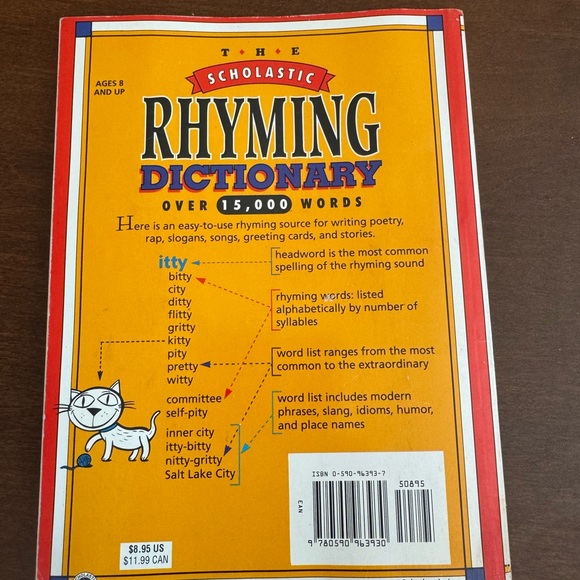 THE
SCHOLASTIC
AGES 8
AND UP
RHYMING
DICTIONARY
OVER 15,000 WORDS
Here is an easy-to-use rhyming source for writing poetry,
rap, slogans, songs, greeting cards, and stories.
itty
bitty
city
ditty
flitty
gritty
kitty
pity
pretty
witty
committee
self-pity
inner city
itty-bitty
nitty-gritty
Salt Lake City
headword is the most common
spelling of the rhyming sound
rhyming words: listed
alphabetically by number of
syllables
word list ranges from the most
common to the extraordinary
word list includes modern
phrases, slang, idioms, humor,
and place names
ISBN 0-590-96393-7
50895
EAN
9 780590 963930
$8.95 US
$11.99 CAN